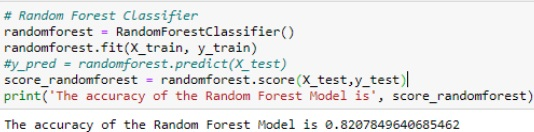 # Random Forest Classifier
randomforest = RandomForestClassifier()
randomforest.fit(X_train, y_train)
#y_pred = randomforest.predict(X_test)
score_randomforest = randomforest.score(X_test,y_test)
print('The accuracy of the Random Forest Model is', score_randomforest)
The accuracy of the Random Forest Model is 0.8207849640685462